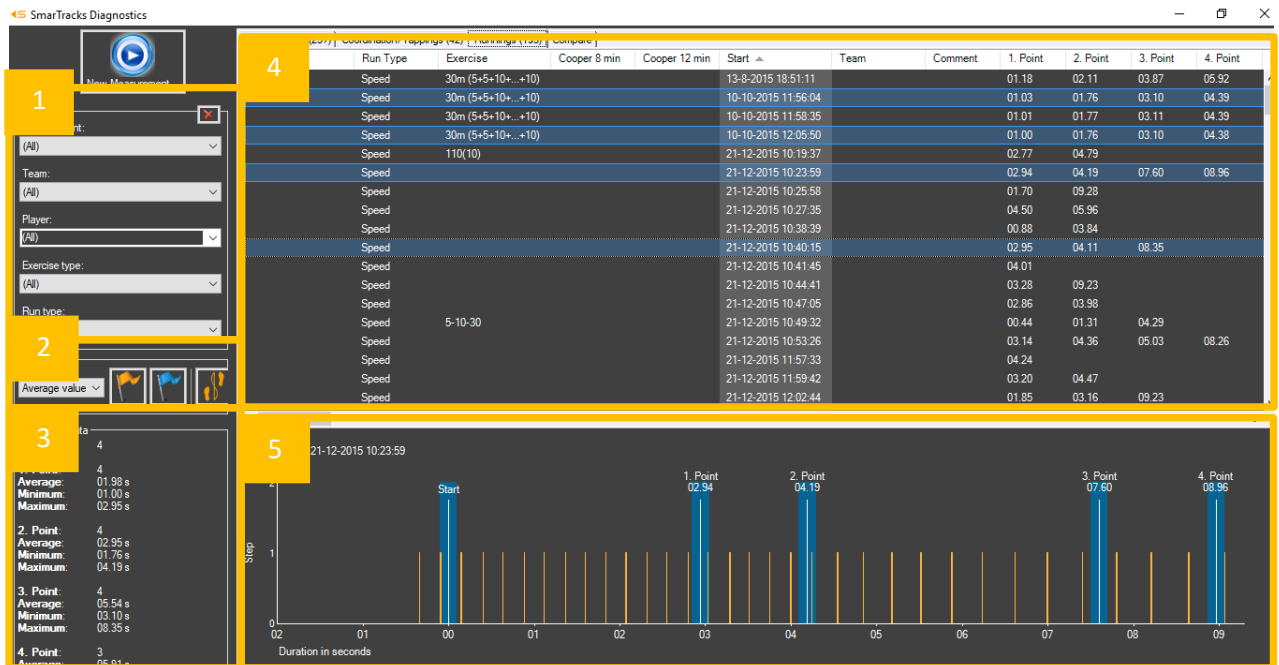 SmarTracks Diagnostics
New Measurement
Coordination/Tappings (42) Runnings (195) Compare
1
(All)
Team:
(All)
Player:
(All)
Exercise type:
(All)
Run type:
2
Average value
3
4
4
Average: 01.98 s
Minimum: 01.00 s
Maximum: 02.95 s
2. Point: 4
Average: 02.95 s
Minimum: 01.76 s
Maximum: 04.19 s
3. Point: 4
Average: 05.54 s
Minimum: 03.10 s
Maximum: 08.35 s
4. Point: 3
Average: 05.91 s
4
Run Type Exercise Cooper 8 min Cooper 12 min Start Team Comment 1. Point 2. Point 3. Point 4. Point
Speed 30m (5+5+10+...+10) 13-8-2015 18:51:11 01.18 02.11 03.87 05.92
Speed 30m (5+5+10+...+10) 10-10-2015 11:56:04 01.03 01.76 03.10 04.39
Speed 30m (5+5+10+...+10) 10-10-2015 11:58:35 01.01 01.77 03.11 04.39
Speed 30m (5+5+10+...+10) 10-10-2015 12:05:50 01.00 01.76 03.10 04.38
Speed 110(10) 21-12-2015 10:19:37 02.77 04.79
Speed 21-12-2015 10:23:59 02.94 04.19 07.60 08.96
Speed 21-12-2015 10:25:58 01.70 09.28
Speed 21-12-2015 10:27:35 04.50 05.96
Speed 21-12-2015 10:38:39 00.88 03.84
Speed 21-12-2015 10:40:15 02.95 04.11 08.35
Speed 21-12-2015 10:41:45 04.01
Speed 21-12-2015 10:44:41 03.28 09.23
Speed 21-12-2015 10:47:05 02.86 03.98
Speed 5-10-30 21-12-2015 10:49:32 00.44 01.31 04.29
Speed 21-12-2015 10:53:26 03.14 04.36 05.03 08.26
Speed 21-12-2015 11:57:33 04.24
Speed 21-12-2015 11:59:42 03.20 04.47
Speed 21-12-2015 12:02:44 01.85 03.16 09.23
5
21-12-2015 10:23:59
1. Point 2. Point 3. Point 4. Point
Start 02.94 04.19 07.60 08.96
2
Step
1
0
02 01 00 01 02 03 04 05 06 07 08 09
Duration in seconds